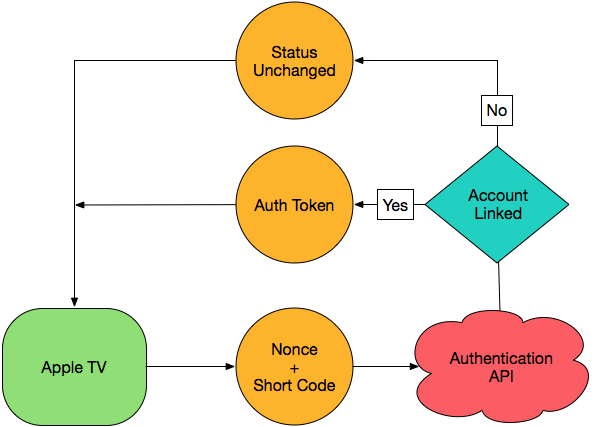 Status
Unchanged
No
Auth Token
Yes
Account
Linked
Apple TV
Nonce
+
Short Code
Authentication
API